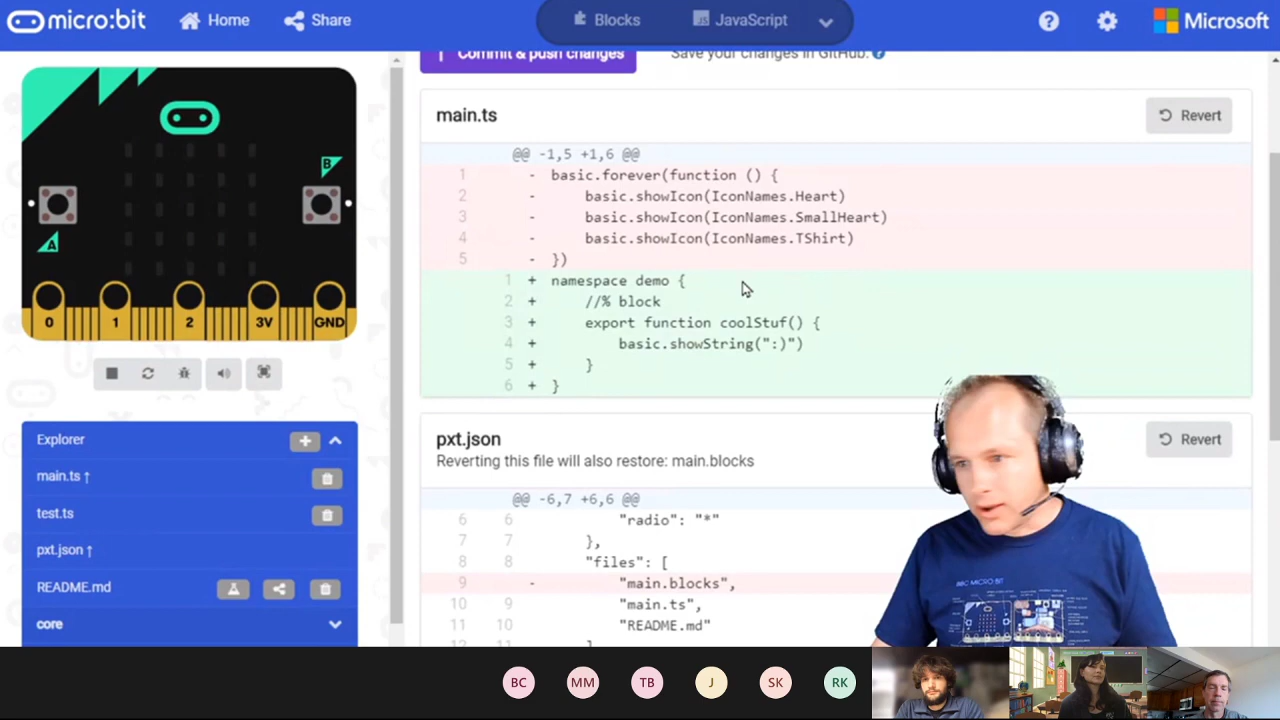 micro:bit
Home
Share
Blocks
JavaScript
Microsoft
Commit & push changes
Save your changes in GitHub.
main.ts
Revert
@@ -1,5 +1,6 @@
1 - basic.forever(function () {
2 - basic.showIcon(IconNames.Heart)
3 - basic.showIcon(IconNames.SmallHeart)
4 - basic.showIcon(IconNames.TShirt)
5 - })
1 + namespace demo {
2 + //% block
3 + export function coolStuf() {
4 + basic.showString(":)")
5 + }
6 + }
pxt.json
Revert
Reverting this file will also restore: main.blocks
@@ -6,7 +6,6 @@
6 6 "radio": "*"
7 7 },
8 8 "files": [
9 - "main.blocks",
10 9 "main.ts",
11 10 "README.md"
12 11 ]
A
B
0 1 2 3V GND
Explorer
main.ts ↑
test.ts
pxt.json ↑
README.md
core
BBC MICRO:BIT
BC MM TB J SK RK